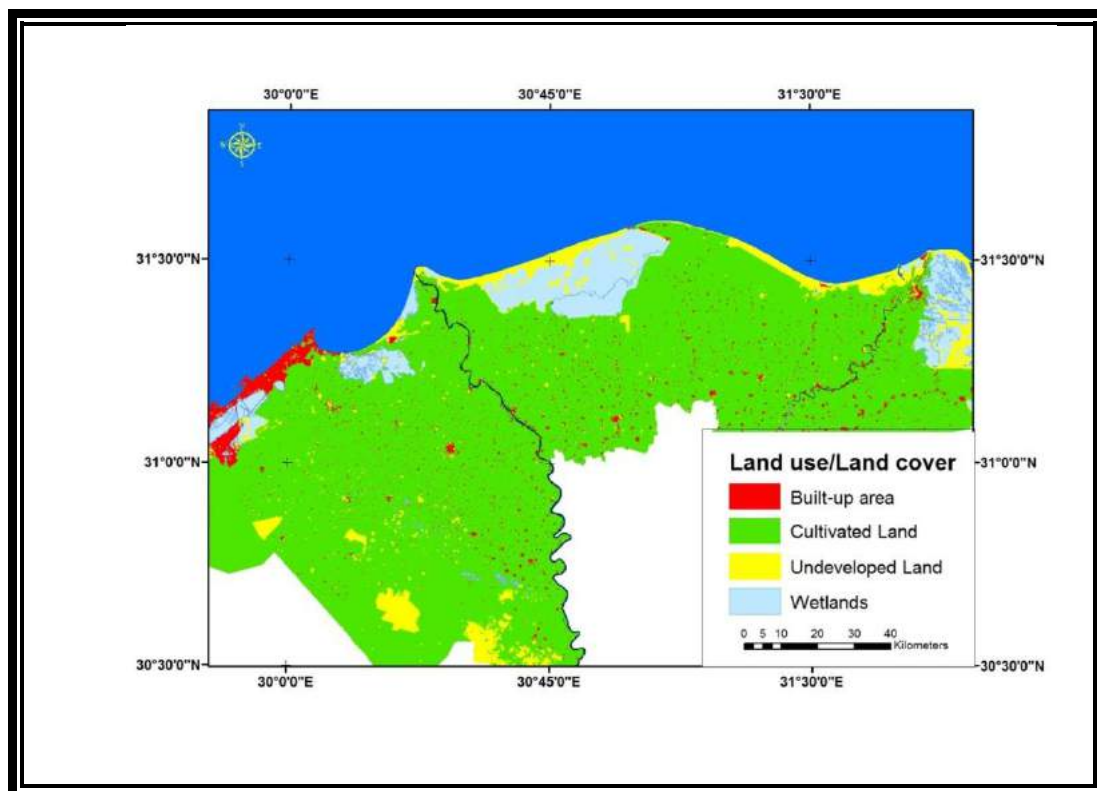 30°0'0"E 30°45'0"E 31°30'0"E
31°30'0"N 31°30'0"N
31°0'0"N 31°0'0"N
Land use/Land cover
Built-up area
Cultivated Land
Undeveloped Land
Wetlands
0 5 10 20 30 40
Kilometers
30°30'0"N 30°30'0"N
30°0'0"E 30°45'0"E 31°30'0"E